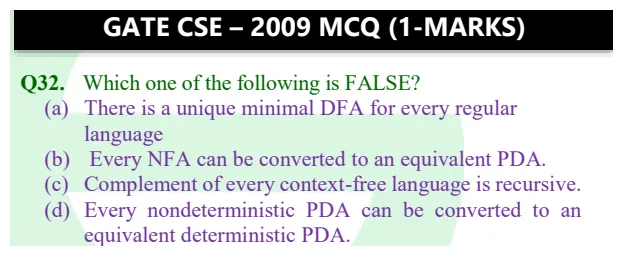 GATE CSE – 2009 MCQ (1-MARKS)
Q32. Which one of the following is FALSE?
(a) There is a unique minimal DFA for every regular
language
(b) Every NFA can be converted to an equivalent PDA.
(c) Complement of every context-free language is recursive.
(d) Every nondeterministic PDA can be converted to an
equivalent deterministic PDA.